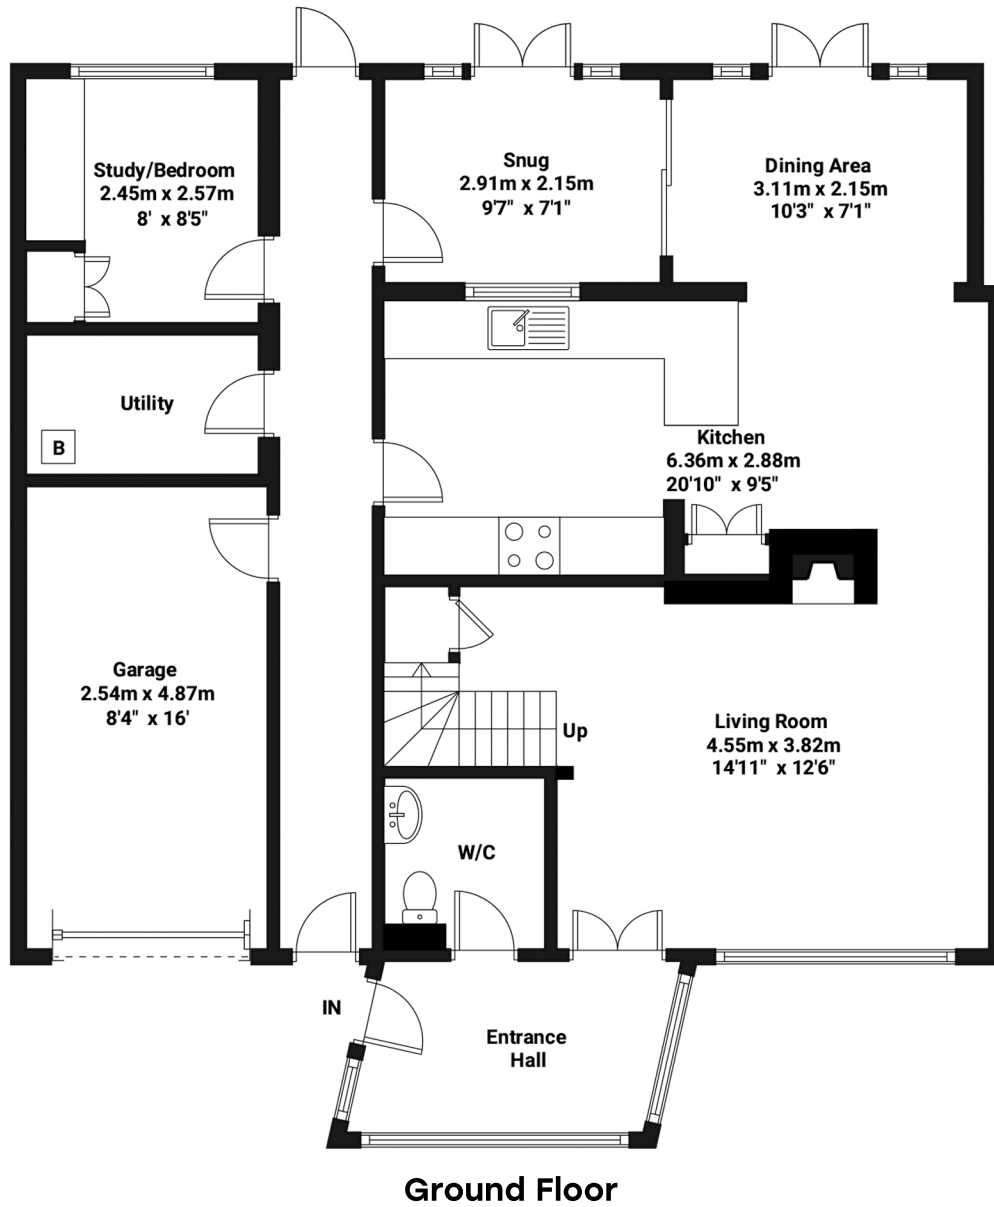 Study/Bedroom
2.45m x 2.57m
8' x 8'5"
Snug
2.91m x 2.15m
9'7" x 7'1"
Dining Area
3.11m x 2.15m
10'3" x 7'1"
Utility
B
Kitchen
6.36m x 2.88m
20'10" x 9'5"
Garage
2.54m x 4.87m
8'4" x 16'
Up
Living Room
4.55m x 3.82m
14'11" x 12'6"
W/C
IN
Entrance
Hall
Ground Floor